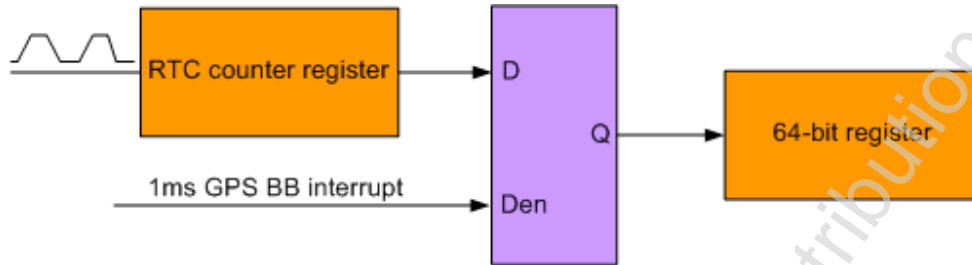 RTC counter register
D
Q
64-bit register
1ms GPS BB interrupt
Den